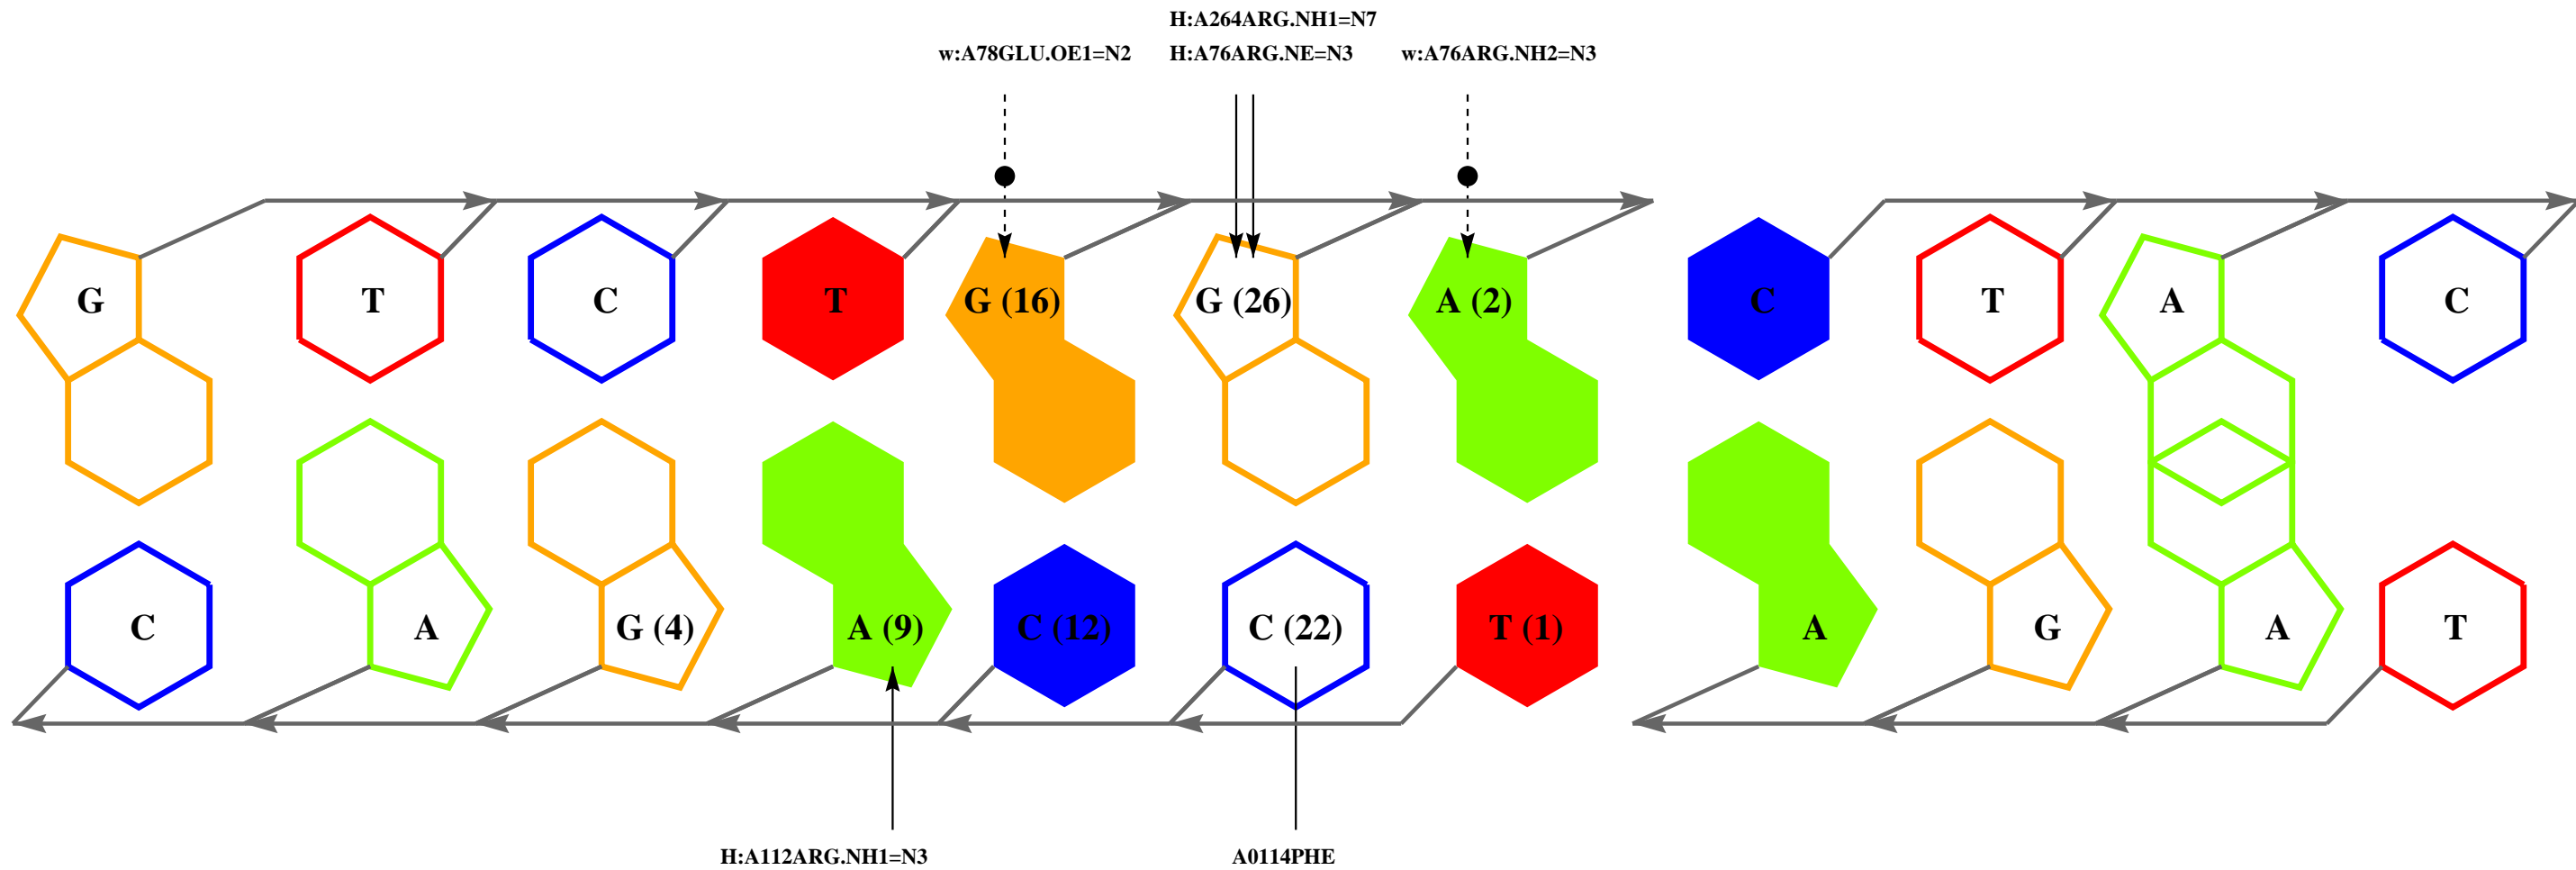 H:A264ARG.NH1=N7
w:A78GLU.OE1=N2 H:A76ARG.NE=N3 w:A76ARG.NH2=N3
G T C T G (16) G (26) A (2) C T A C
C A G (4) A (9) C (12) C (22) T (1) A G A T
H:A112ARG.NH1=N3 A0114PHE